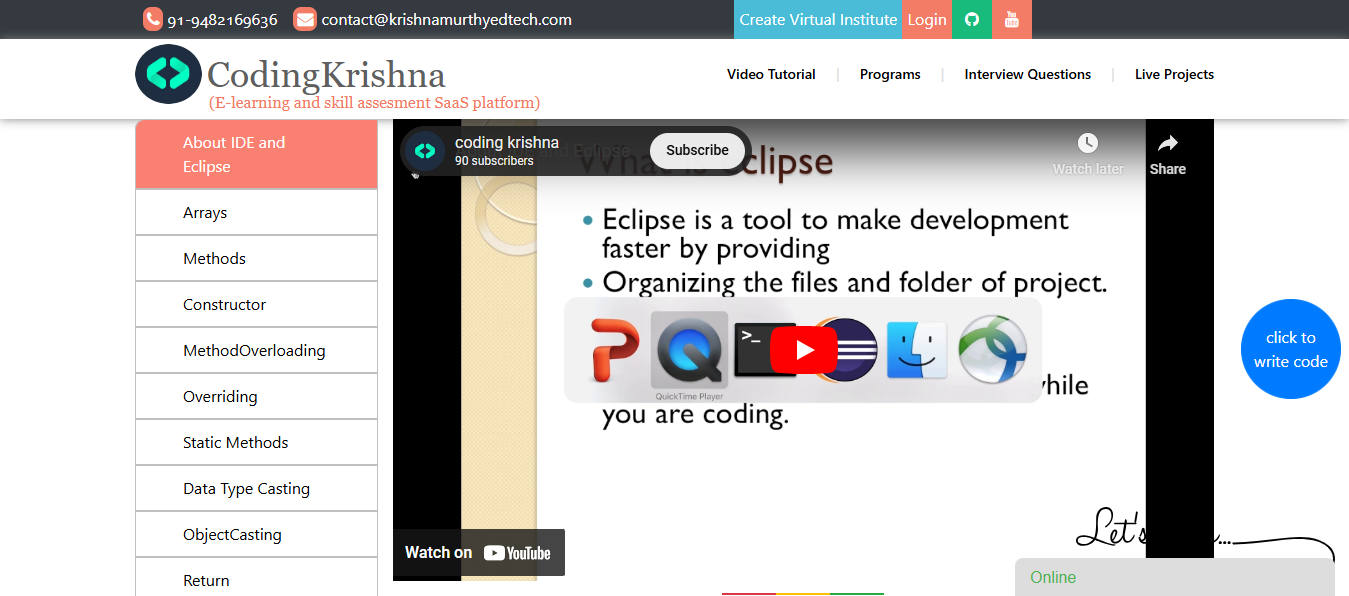 91-9482169636 contact@krishnamurthyedtech.com Create Virtual Institute Login
CodingKrishna
(E-learning and skill assesment SaaS platform)
Video Tutorial Programs Interview Questions Live Projects
About IDE and
Eclipse
Arrays
Methods
Constructor
MethodOverloading
Overriding
Static Methods
Data Type Casting
ObjectCasting
Return
coding krishna
90 subscribers
Subscribe
Watch later
Share
What is Eclipse
• Eclipse is a tool to make development
faster by providing
• Organizing the files and folder of project.
QuickTime Player
while
you are coding.
Watch on YouTube
click to
write code
Let's
Online